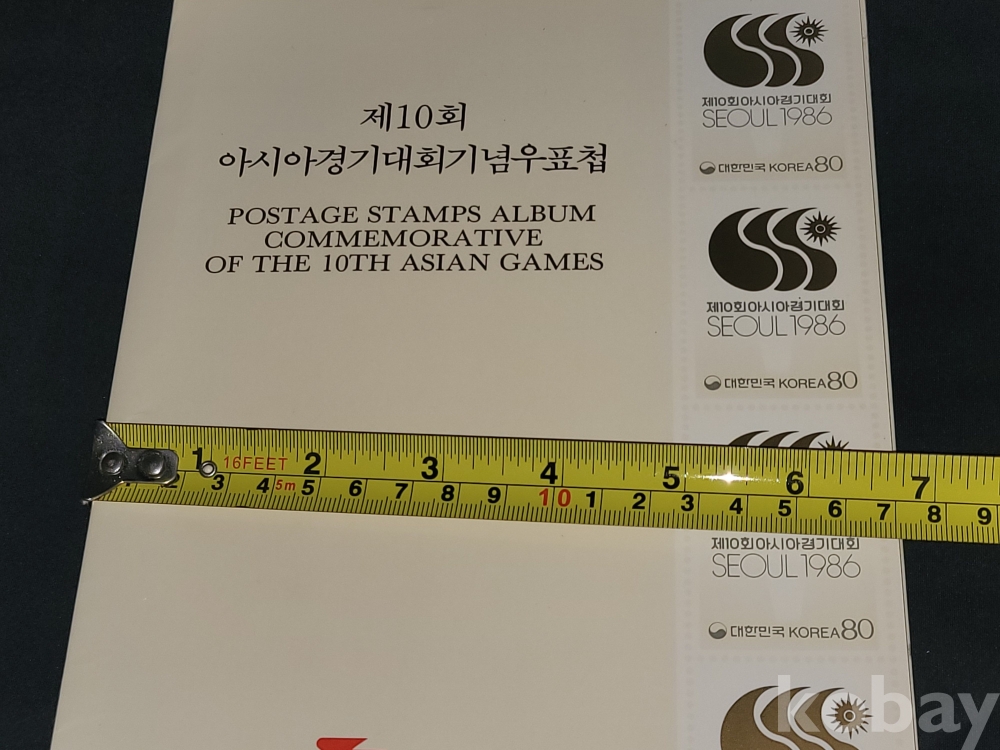 제10회
아시아경기대회기념우표첩
POSTAGE STAMPS ALBUM
COMMEMORATIVE
OF THE 10TH ASIAN GAMES
제10회아시아경기대회
SEOUL 1986
대한민국 KOREA 80
제10회아시아경기대회
SEOUL 1986
대한민국 KOREA 80
1 16FEET 2 3 4 5 6 7
2 3 4 5m 5 6 7 8 9 10 1 2 3 4 5 6 7 8 9
제10회아시아경기대회
SEOUL 1986
대한민국 KOREA 80
kobay